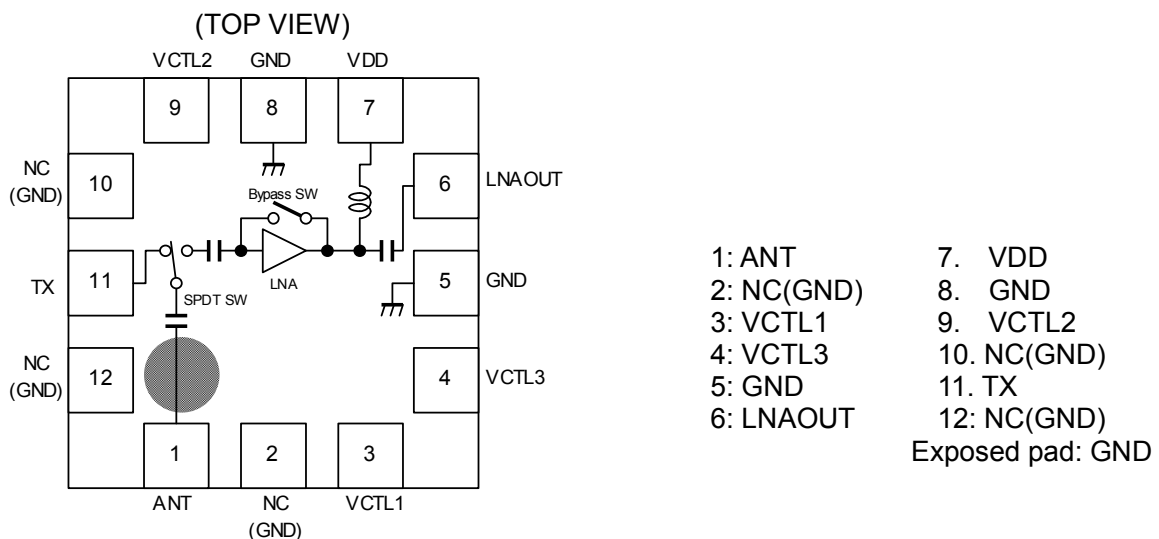 (TOP VIEW)
VCTL2 GND VDD
9 8 7
NC
(GND)
10
6
LNAOUT
Bypass SW
TX
11
SPDT SW
LNA
5
GND
NC
(GND)
12
4
VCTL3
1 2 3
ANT NC
(GND)
VCTL1
1: ANT
2: NC(GND)
3: VCTL1
4: VCTL3
5: GND
6: LNAOUT
7. VDD
8. GND
9. VCTL2
10. NC(GND)
11. TX
12: NC(GND)
Exposed pad: GND